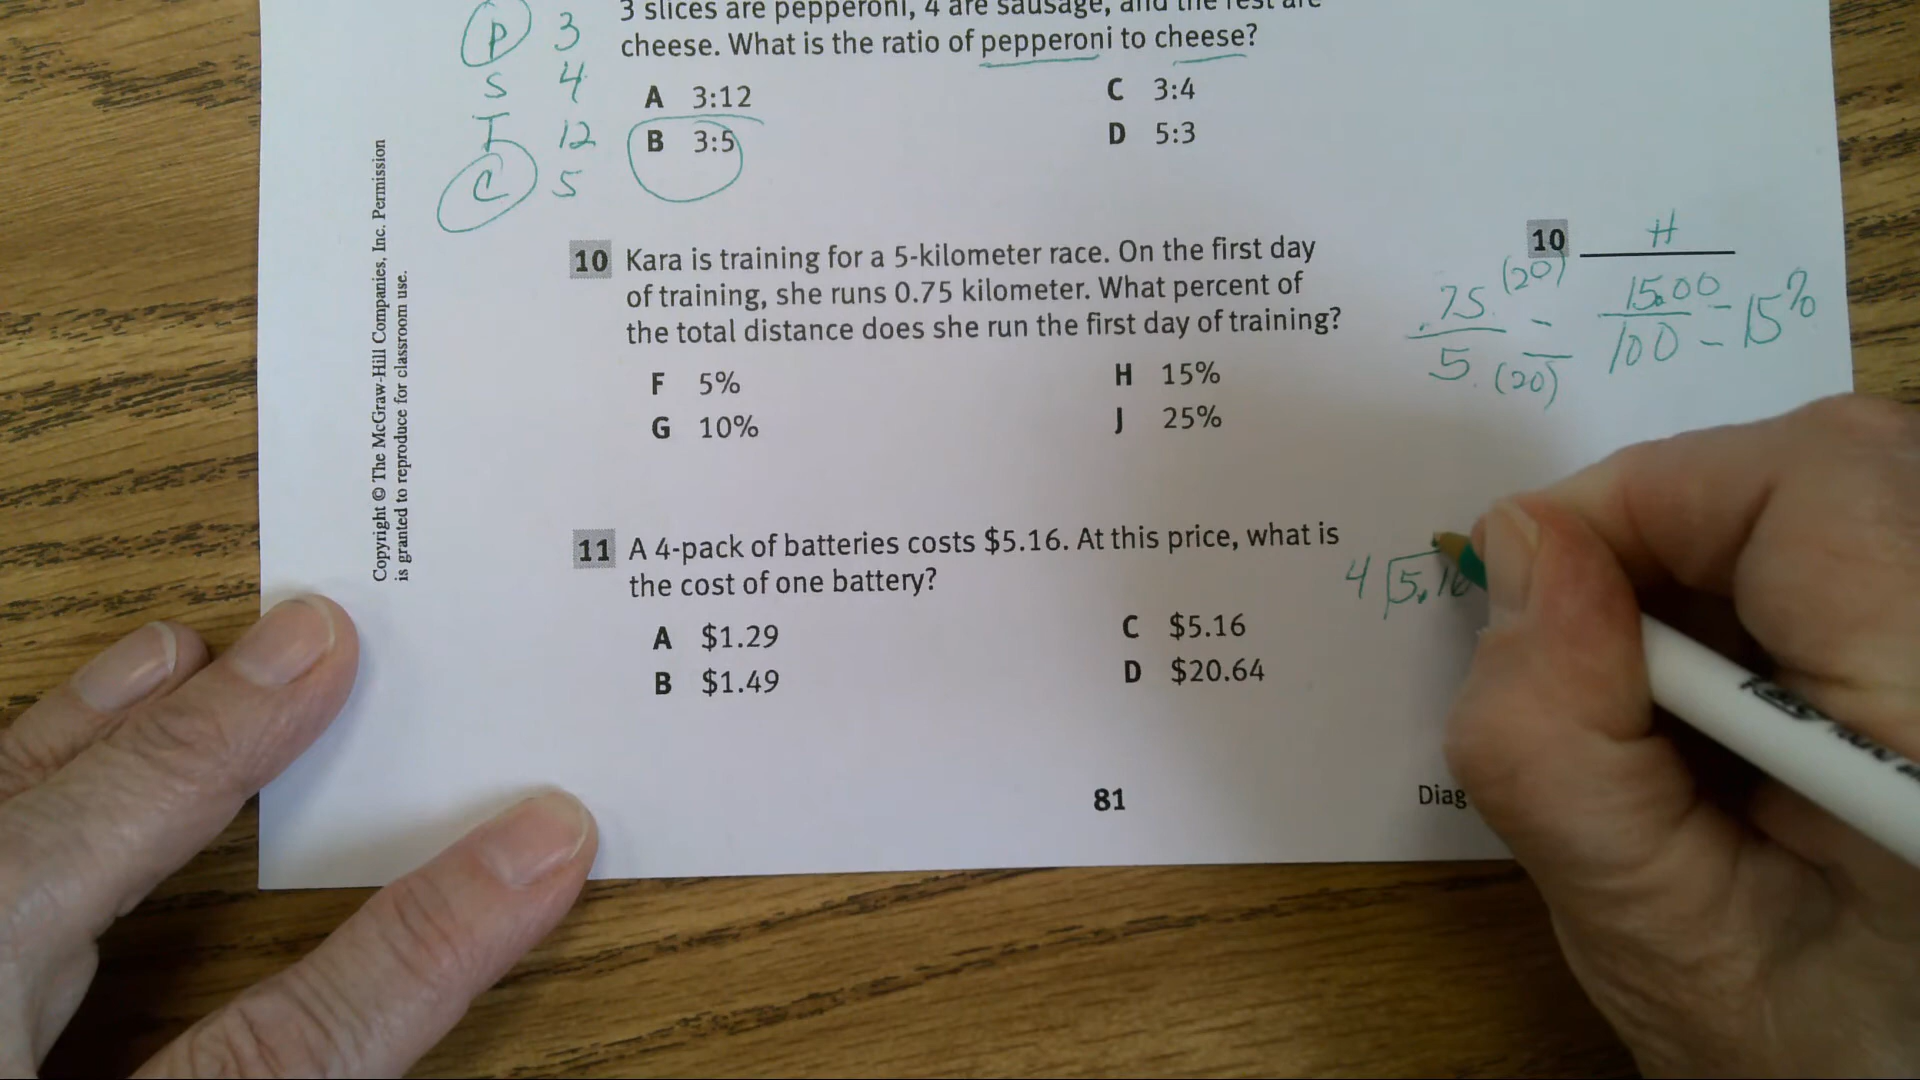 P 3
3 slices are pepperoni, 4 are sausage, and the rest are
cheese. What is the ratio of pepperoni to cheese?
S 4
A 3:12
C 3:4
T 12
B 3:5
D 5:3
C 5
Copyright © The McGraw-Hill Companies, Inc. Permission
is granted to reproduce for classroom use.
10 Kara is training for a 5-kilometer race. On the first day
of training, she runs 0.75 kilometer. What percent of
the total distance does she run the first day of training?
F 5%
H 15%
G 10%
J 25%
10 H
.75 (20) = 15.00 = 15%
5 (20) 100
11 A 4-pack of batteries costs $5.16. At this price, what is
the cost of one battery?
4 5.16
A $1.29
C $5.16
B $1.49
D $20.64
81
Diag